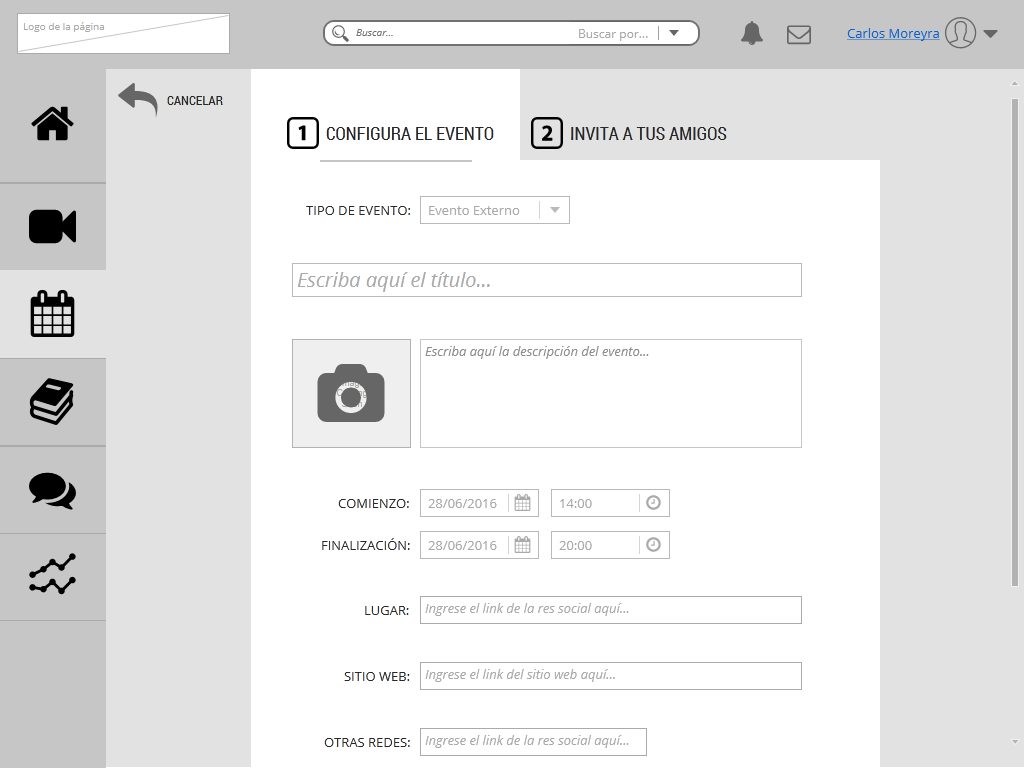 Logo de la página
Buscar...
Buscar por...
Carlos Moreyra
CANCELAR
1 CONFIGURA EL EVENTO
2 INVITA A TUS AMIGOS
TIPO DE EVENTO: Evento Externo
Escriba aquí el título...
Escriba aquí la descripción del evento...
COMIENZO: 28/06/2016 14:00
FINALIZACIÓN: 28/06/2016 20:00
LUGAR: Ingrese el link de la res social aquí...
SITIO WEB: Ingrese el link del sitio web aquí...
OTRAS REDES: Ingrese el link de la res social aquí...